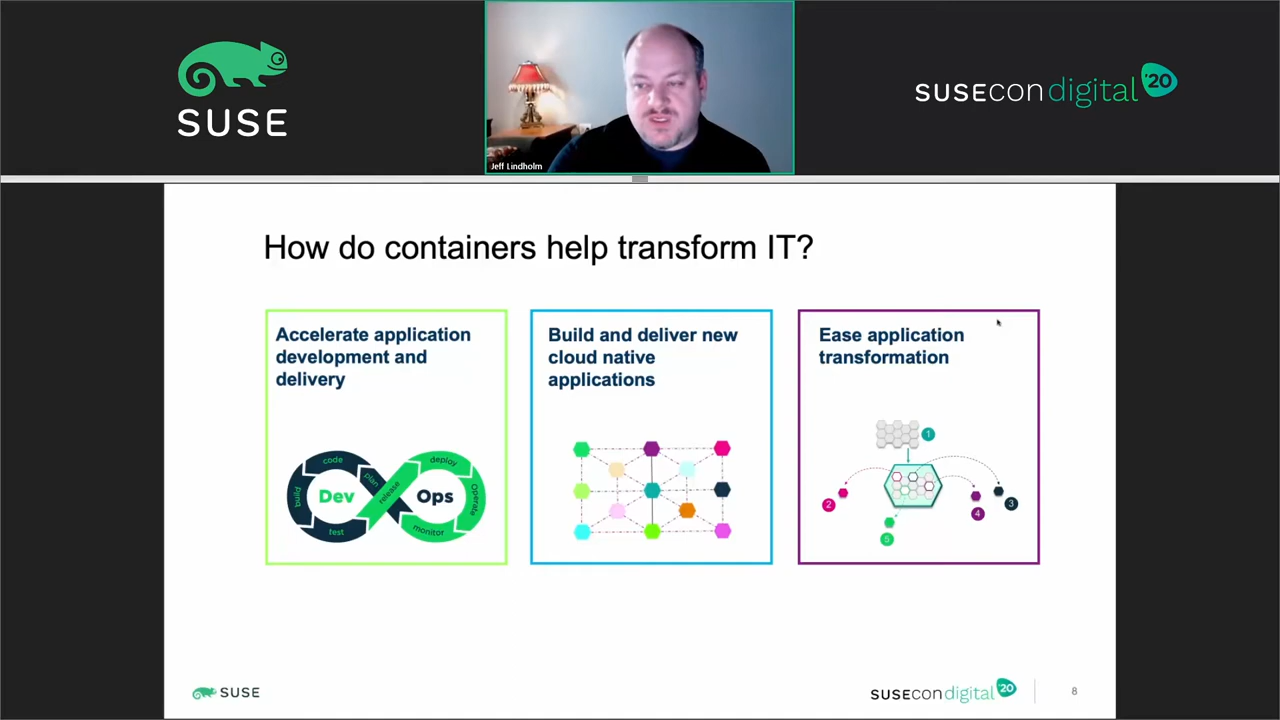 SUSE
SUSECON digital '20
Jeff Lindholm
How do containers help transform IT?
Accelerate application
development and
delivery
code
plan
build
test
Dev
release
deploy
operate
monitor
Ops
Build and deliver new
cloud native
applications
Ease application
transformation
1
2
3
4
5
SUSE
SUSECON digital '20
8